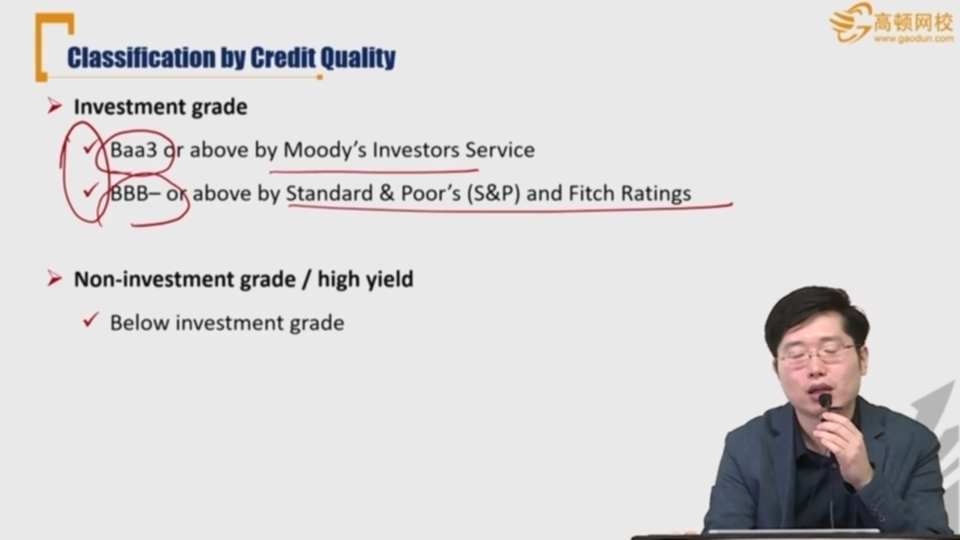 高顿网校
www.gaodun.com
Classification by Credit Quality
Investment grade
Baa3 or above by Moody's Investors Service
BBB– or above by Standard & Poor's (S&P) and Fitch Ratings
Non-investment grade / high yield
Below investment grade